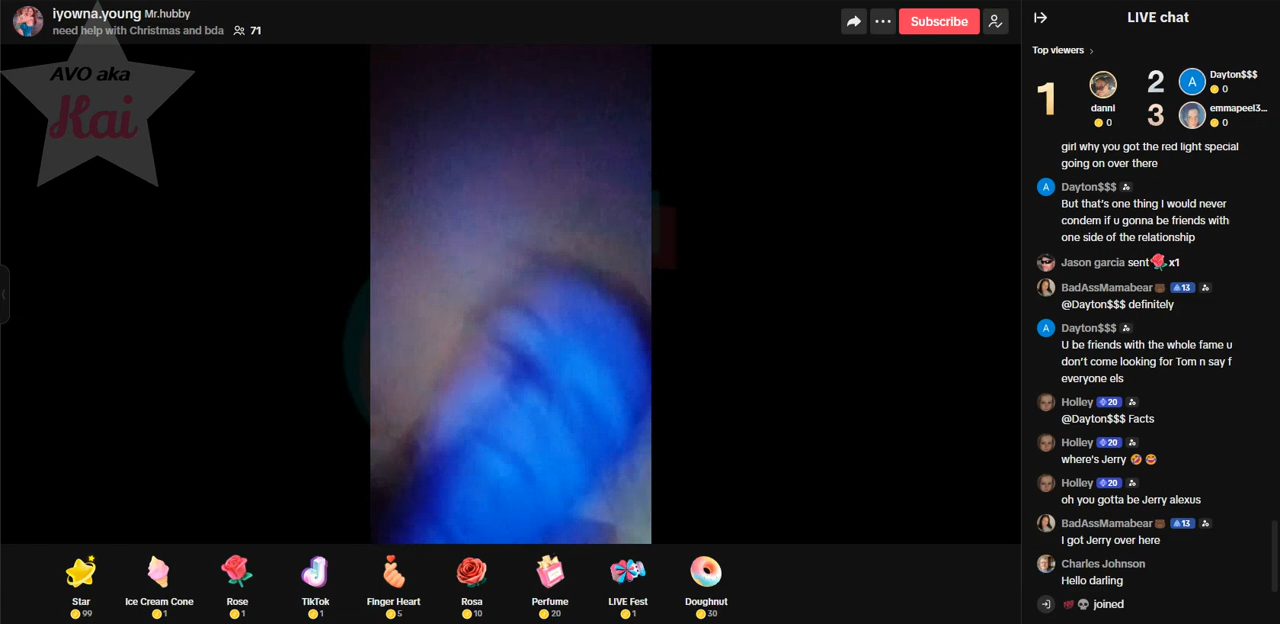 iyowna.young Mr.hubby
need help with Christmas and bda 71
Subscribe
AVO aka
Kai
LIVE chat
Top viewers
1
danni
0
2
A
Dayton$$$
0
3
emmapeel3...
0
girl why you got the red light special
going on over there
A
Dayton$$$
But that's one thing I would never
condem if u gonna be friends with
one side of the relationship
Jason garcia sent x1
BadAssMamabear 13
@Dayton$$$ definitely
A
Dayton$$$
U be friends with the whole fame u
don't come looking for Tom n say f
everyone els
Holley 20
@Dayton$$$ Facts
Holley 20
where's Jerry
Holley 20
oh you gotta be Jerry alexus
BadAssMamabear 13
I got Jerry over here
Charles Johnson
Hello darling
joined
Star
99
Ice Cream Cone
1
Rose
1
TikTok
1
Finger Heart
5
Rosa
10
Perfume
20
LIVE Fest
1
Doughnut
30